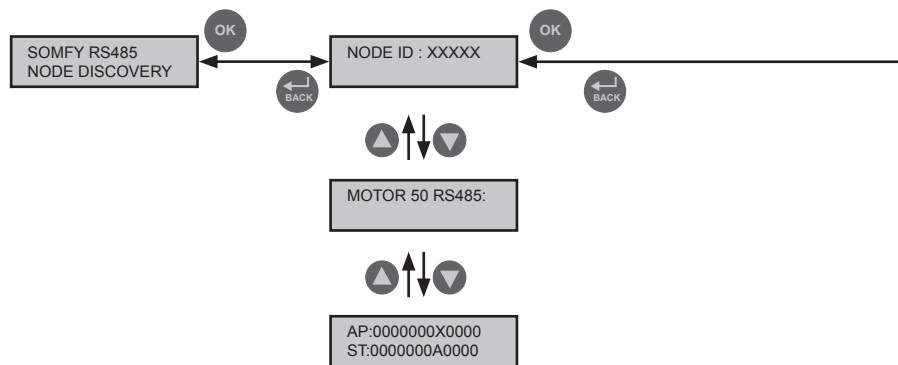 OK
OK
SOMFY RS485
NODE DISCOVERY
NODE ID : XXXXX
BACK
BACK
MOTOR 50 RS485:
AP:0000000X0000
ST:0000000A0000